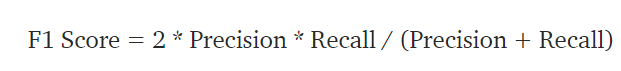 F1 Score = 2 * Precision * Recall / (Precision + Recall)